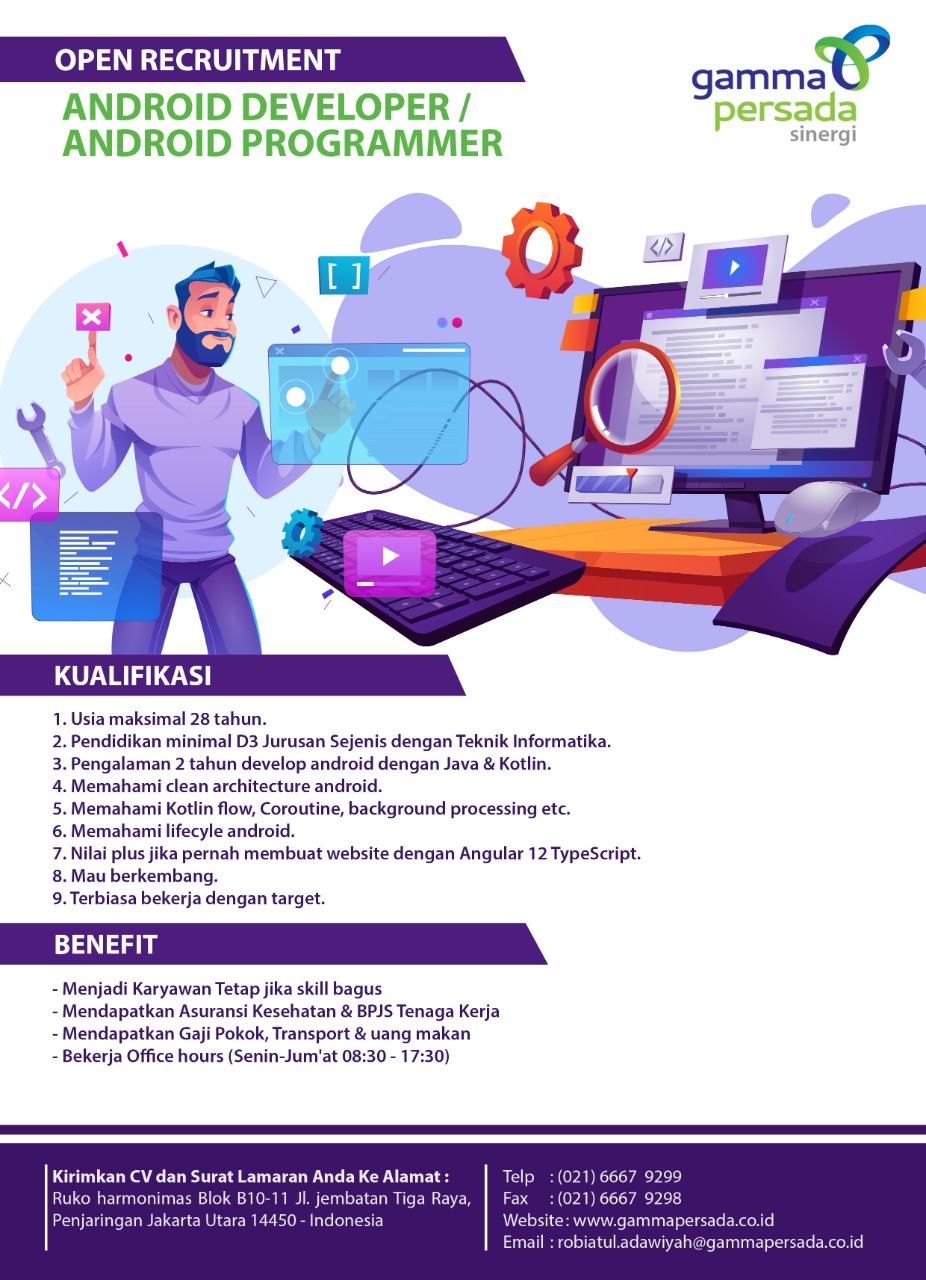 OPEN RECRUITMENT
ANDROID DEVELOPER /
ANDROID PROGRAMMER
gamma
persada
sinergi
[ ]
</>
</>
KUALIFIKASI
1. Usia maksimal 28 tahun.
2. Pendidikan minimal D3 Jurusan Sejenis dengan Teknik Informatika.
3. Pengalaman 2 tahun develop android dengan Java & Kotlin.
4. Memahami clean architecture android.
5. Memahami Kotlin flow, Coroutine, background processing etc.
6. Memahami lifecyle android.
7. Nilai plus jika pernah membuat website dengan Angular 12 TypeScript.
8. Mau berkembang.
9. Terbiasa bekerja dengan target.
BENEFIT
- Menjadi Karyawan Tetap jika skill bagus
- Mendapatkan Asuransi Kesehatan & BPJS Tenaga Kerja
- Mendapatkan Gaji Pokok, Transport & uang makan
- Bekerja Office hours (Senin-Jum'at 08:30 - 17:30)
Kirimkan CV dan Surat Lamaran Anda Ke Alamat :
Ruko harmonimas Blok B10-11 Jl. jembatan Tiga Raya,
Penjaringan Jakarta Utara 14450 - Indonesia
Telp : (021) 6667 9299
Fax : (021) 6667 9298
Website : www.gammapersada.co.id
Email : robiatul.adawiyah@gammapersada.co.id